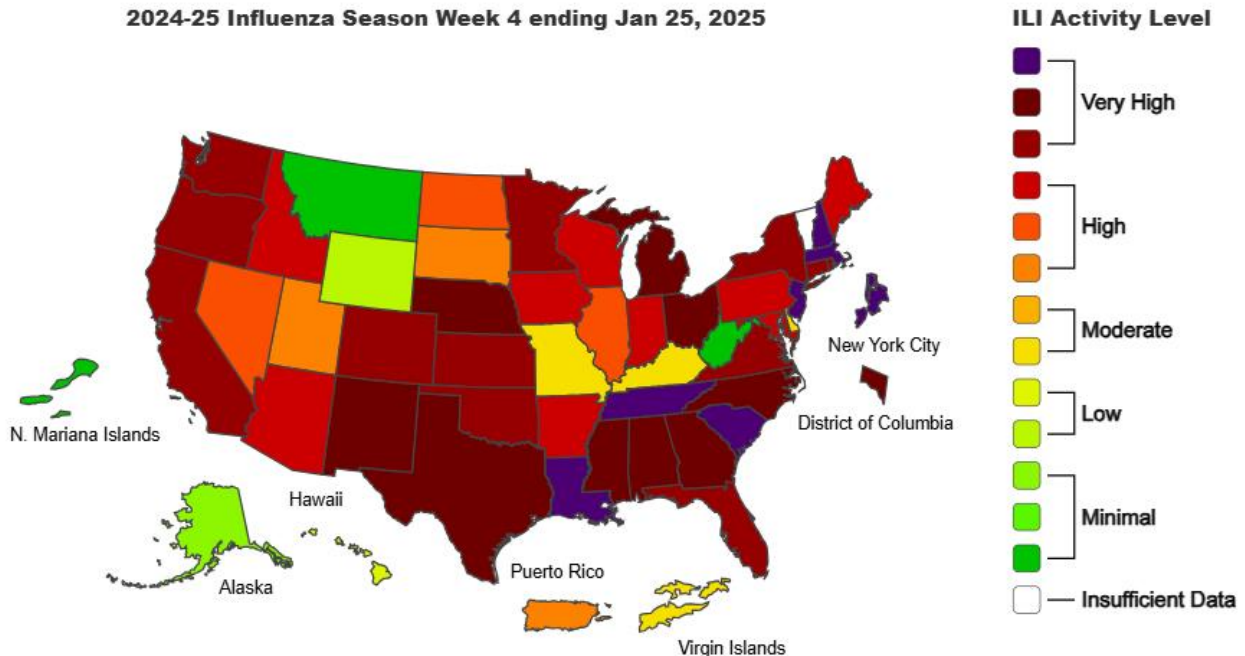 2024-25 Influenza Season Week 4 ending Jan 25, 2025
ILI Activity Level
Very High
High
Moderate
Low
Minimal
Insufficient Data
New York City
District of Columbia
N. Mariana Islands
Hawaii
Alaska
Puerto Rico
Virgin Islands